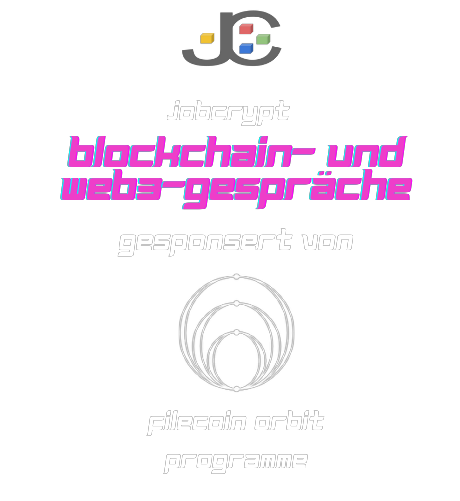 JC
jobcrypt
blockchain- und
web3-gespräche
gesponsert von
filecoin orbit
programme